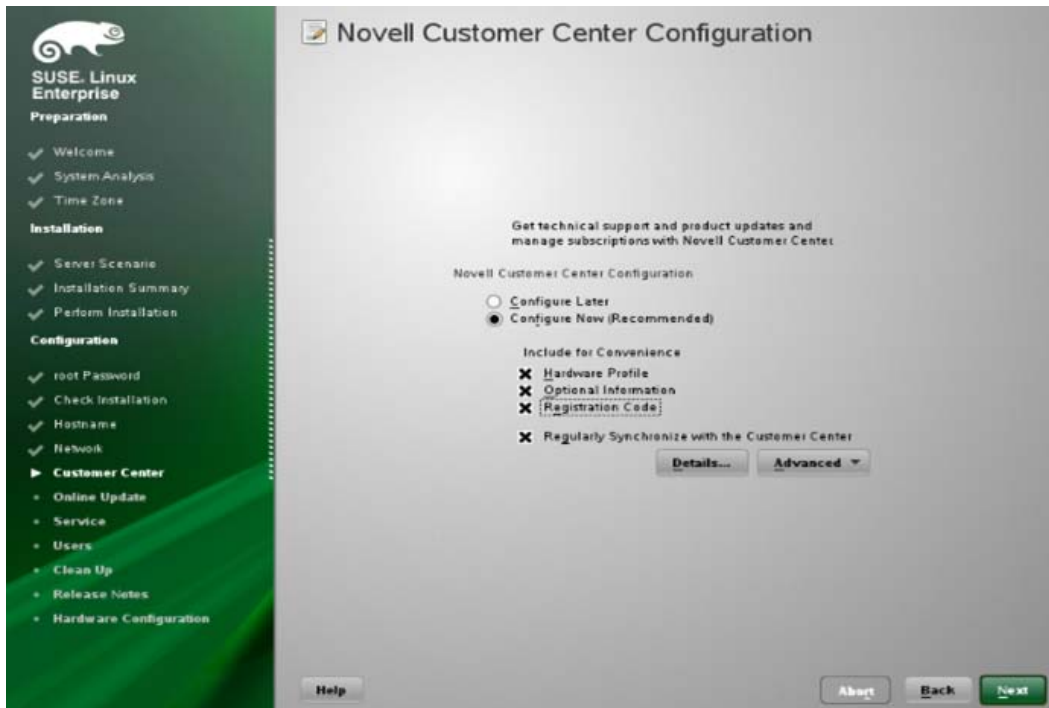 SUSE. Linux
Enterprise
Preparation
Welcome
System Analysis
Time Zone
Installation
Server Scenario
Installation Summary
Perform Installation
Configuration
root Password
Check Installation
Hostname
Network
Customer Center
Online Update
Service
Users
Clean Up
Release Notes
Hardware Configuration
Novell Customer Center Configuration
Get technical support and product updates and
manage subscriptions with Novell Customer Center.
Novell Customer Center Configuration
Configure Later
Configure Now (Recommended)
Include for Convenience
Hardware Profile
Optional Information
Registration Code
Regularly Synchronize with the Customer Center
Details... Advanced
Help Abort Back Next